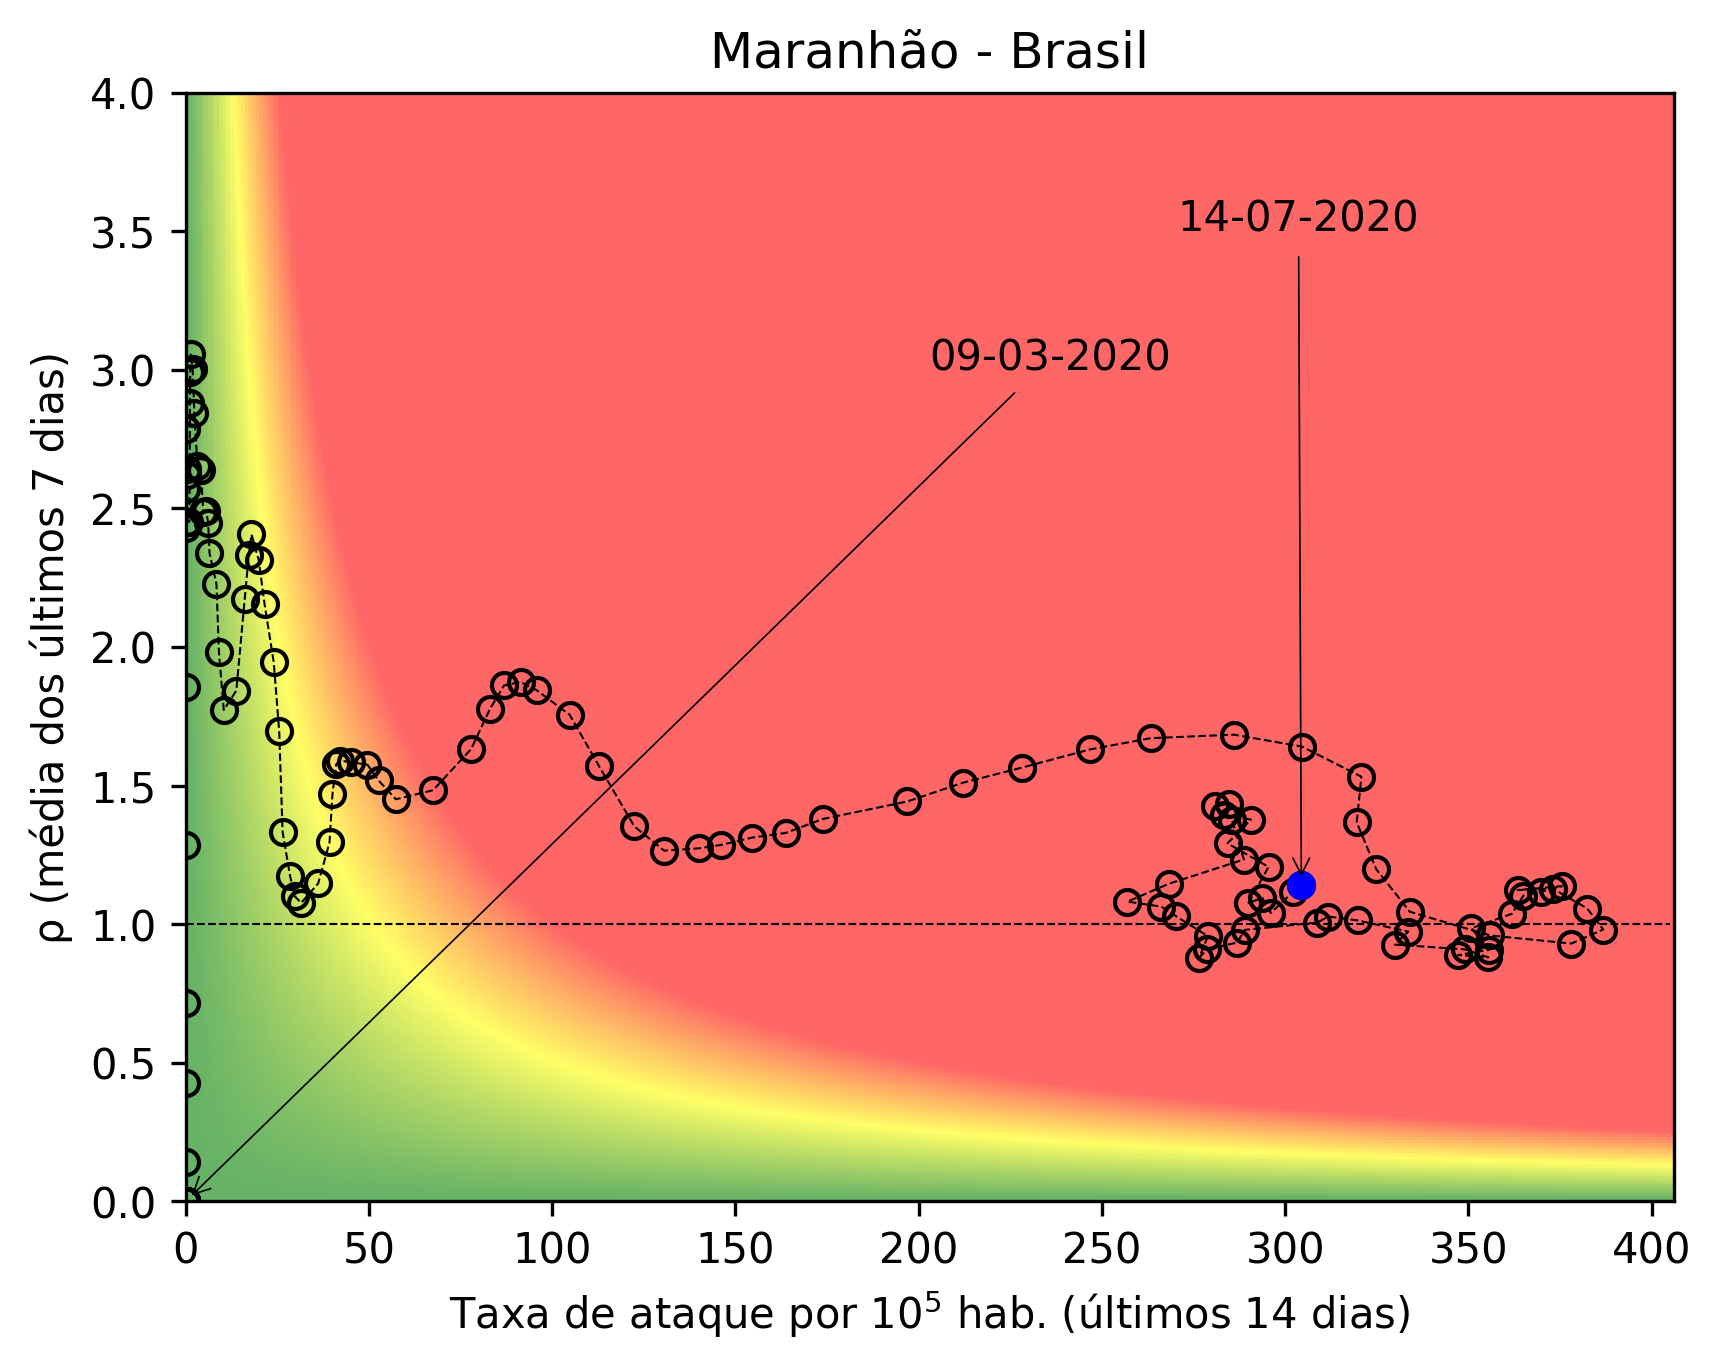 Maranhão - Brasil
4.0
3.5
3.0
2.5
2.0
1.5
1.0
0.5
0.0
ρ (média dos últimos 7 dias)
14-07-2020
09-03-2020
0 50 100 150 200 250 300 350 400
Taxa de ataque por 10⁵ hab. (últimos 14 dias)